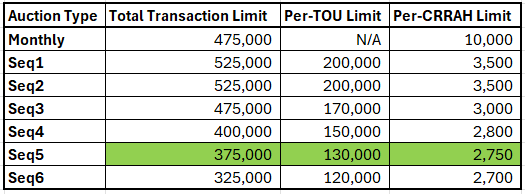 Auction Type Total Transaction Limit Per-TOU Limit Per-CRRAH Limit
Monthly 475,000 N/A 10,000
Seq1 525,000 200,000 3,500
Seq2 525,000 200,000 3,500
Seq3 475,000 170,000 3,000
Seq4 400,000 150,000 2,800
Seq5 375,000 130,000 2,750
Seq6 325,000 120,000 2,700